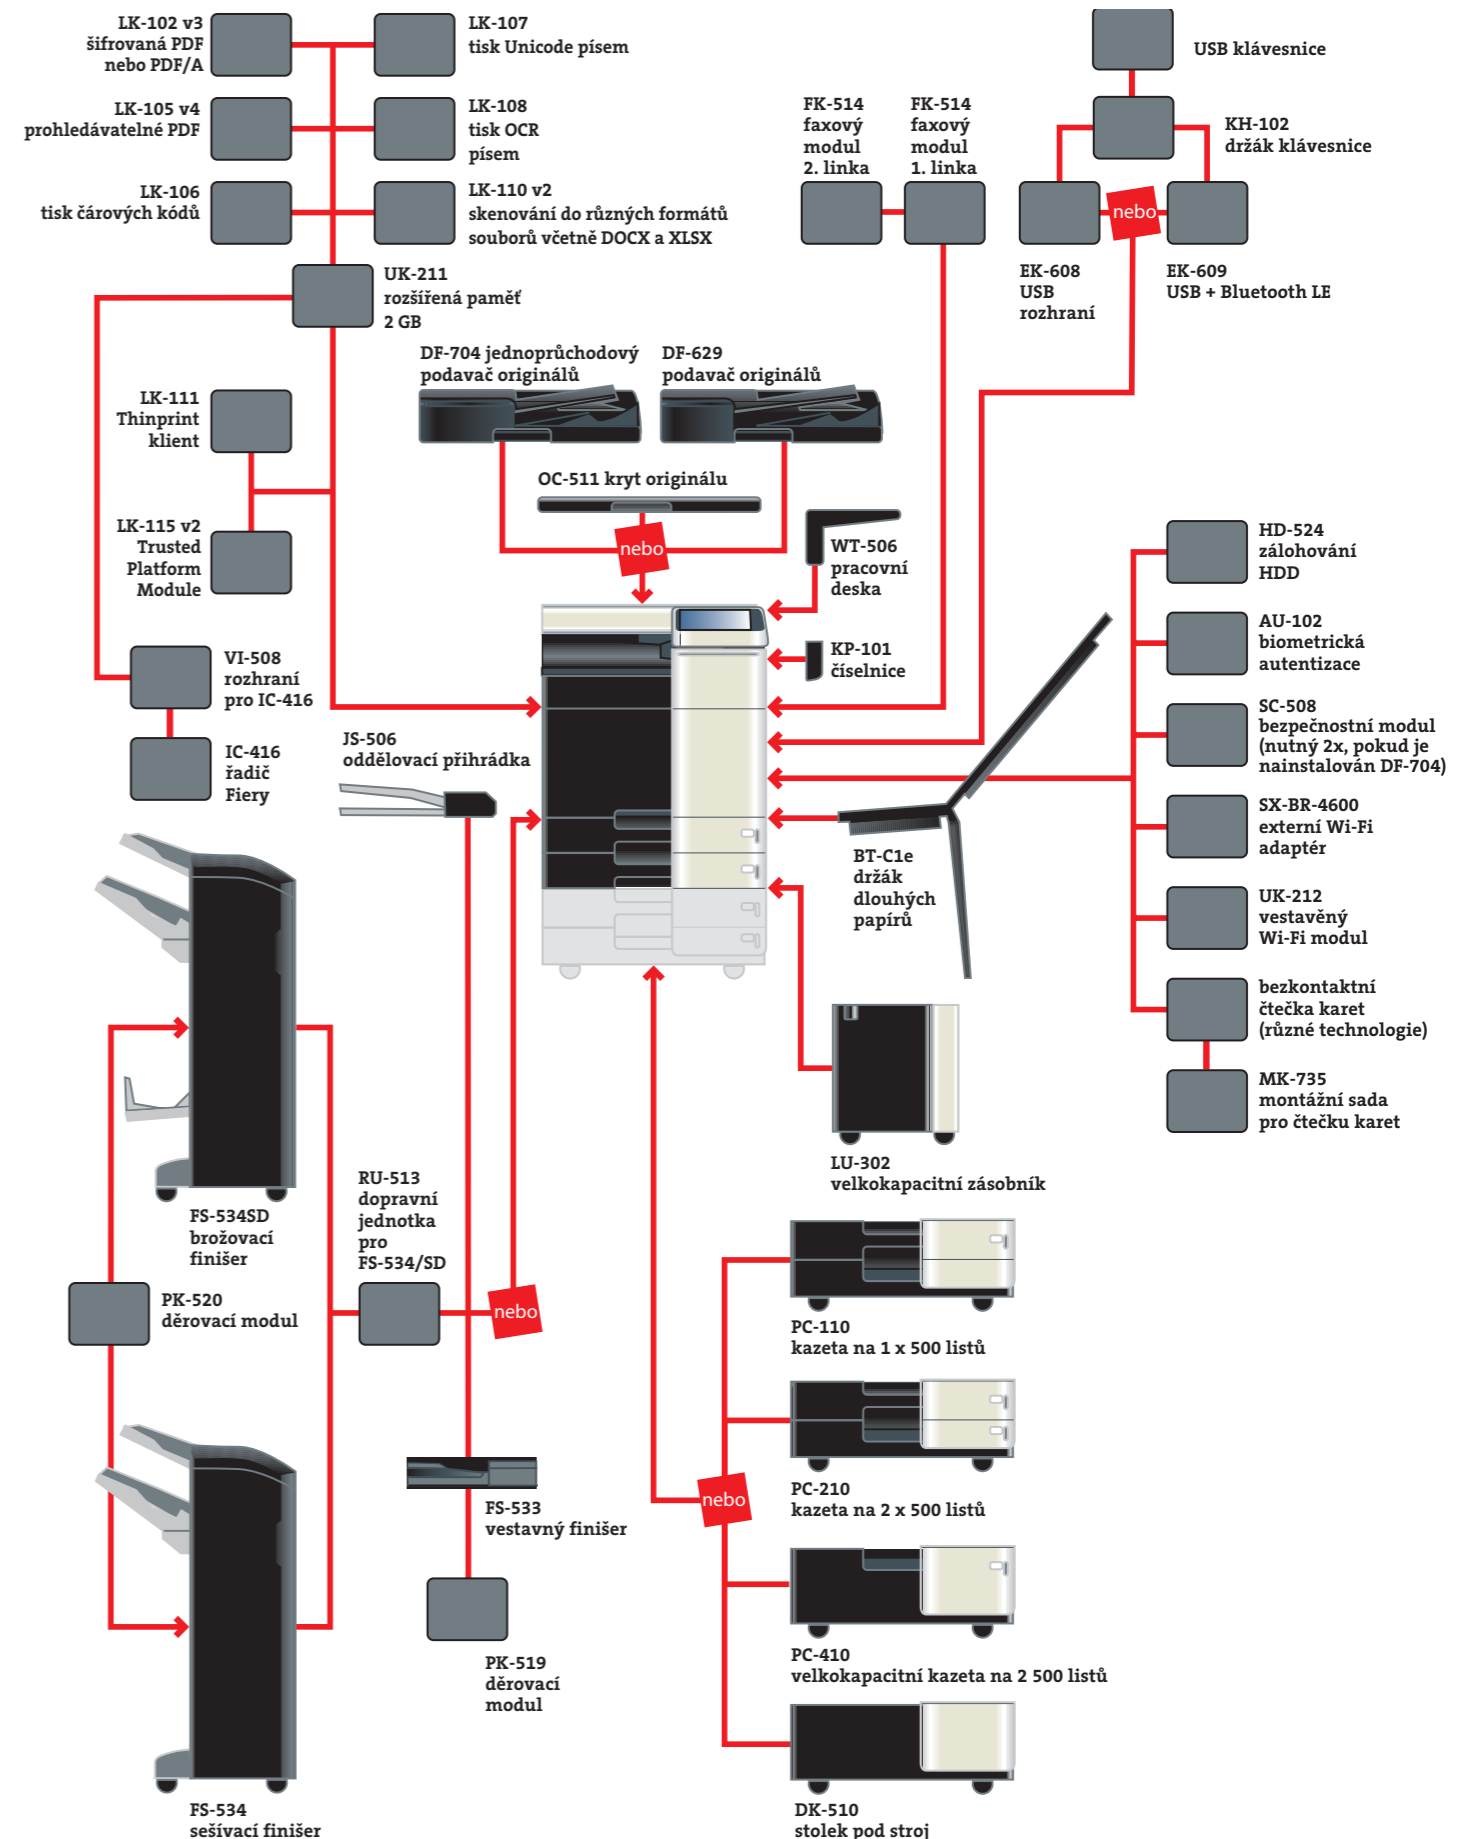 LK-102 v3
šifrovaná PDF
nebo PDF/A
LK-107
tisk Unicode písem
USB klávesnice
LK-105 v4
prohledávatelné PDF
LK-108
tisk OCR
písem
FK-514
faxový
modul
2. linka
FK-514
faxový
modul
1. linka
KH-102
držák klávesnice
LK-106
tisk čárových kódů
LK-110 v2
skenování do různých formátů
souborů včetně DOCX a XLSX
nebo
UK-211
rozšířená paměť
2 GB
EK-608
USB
rozhraní
EK-609
USB + Bluetooth LE
DF-704 jednoprůchodový
podavač originálů
DF-629
podavač originálů
LK-111
Thinprint
klient
OC-511 kryt originálu
nebo
LK-115 v2
Trusted
Platform
Module
WT-506
pracovní
deska
HD-524
zálohování
HDD
KP-101
číselnice
AU-102
biometrická
autentizace
VI-508
rozhraní
pro IC-416
SC-508
bezpečnostní modul
(nutný 2x, pokud je
nainstalován DF-704)
IC-416
řadič
Fiery
JS-506
oddělovací přihrádka
SX-BR-4600
externí Wi-Fi
adaptér
BT-C1e
držák
dlouhých
papírů
UK-212
vestavěný
Wi-Fi modul
bezkontaktní
čtečka karet
(různé technologie)
MK-735
montážní sada
pro čtečku karet
LU-302
velkokapacitní zásobník
FS-534SD
brožovací
finišer
RU-513
dopravní
jednotka
pro
FS-534/SD
PK-520
děrovací modul
nebo
PC-110
kazeta na 1 x 500 listů
PC-210
kazeta na 2 x 500 listů
nebo
FS-533
vestavný finišer
PK-519
děrovací
modul
PC-410
velkokapacitní kazeta na 2 500 listů
FS-534
sešívací finišer
DK-510
stolek pod stroj